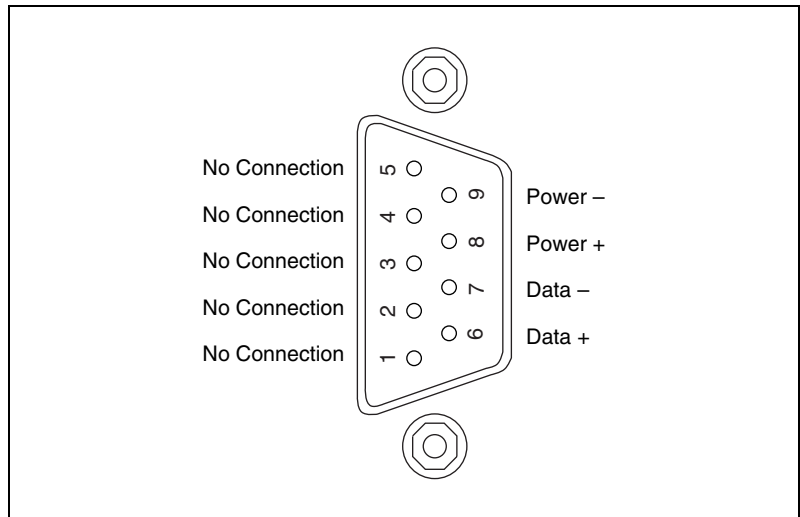 No Connection
No Connection
No Connection
No Connection
No Connection
5
4
3
2
1
9
8
7
6
Power –
Power +
Data –
Data +